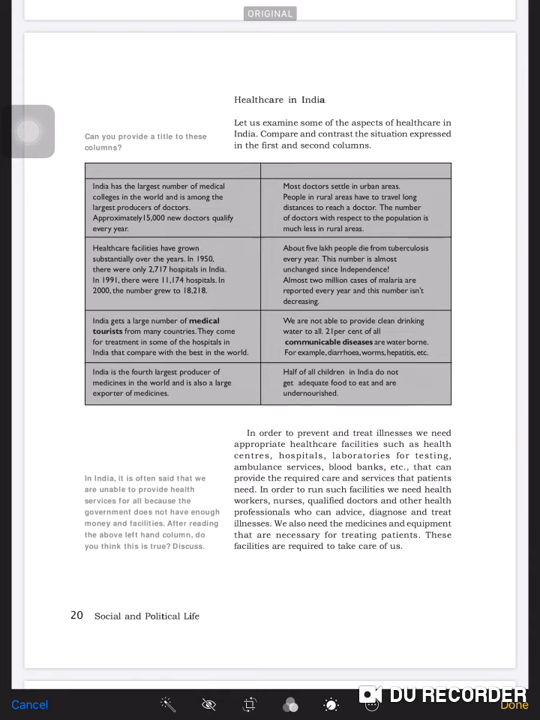 ORIGINAL
Healthcare in India
Let us examine some of the aspects of healthcare in
India. Compare and contrast the situation expressed
in the first and second columns.
Can you provide a title to these
columns?
India has the largest number of medical
colleges in the world and is among the
largest producers of doctors.
Approximately15,000 new doctors qualify
every year.
Most doctors settle in urban areas.
People in rural areas have to travel long
distances to reach a doctor. The number
of doctors with respect to the population is
much less in rural areas.
Healthcare facilities have grown
substantially over the years. In 1950,
there were only 2,717 hospitals in India.
In 1991, there were 11,174 hospitals. In
2000, the number grew to 18,218.
About five lakh people die from tuberculosis
every year. This number is almost
unchanged since Independence!
Almost two million cases of malaria are
reported every year and this number isn't
decreasing.
India gets a large number of medical
tourists from many countries. They come
for treatment in some of the hospitals in
India that compare with the best in the world.
We are not able to provide clean drinking
water to all. 21per cent of all
communicable diseases are water borne.
For example, diarrhoea, worms, hepatitis, etc.
India is the fourth largest producer of
medicines in the world and is also a large
exporter of medicines.
Half of all children in India do not
get adequate food to eat and are
undernourished.
In order to prevent and treat illnesses we need
appropriate healthcare facilities such as health
centres, hospitals, laboratories for testing,
ambulance services, blood banks, etc., that can
provide the required care and services that patients
need. In order to run such facilities we need health
workers, nurses, qualified doctors and other health
professionals who can advice, diagnose and treat
illnesses. We also need the medicines and equipment
that are necessary for treating patients. These
facilities are required to take care of us.
In India, it is often said that we
are unable to provide health
services for all because the
government does not have enough
money and facilities. After reading
the above left hand column, do
you think this is true? Discuss.
20 Social and Political Life
Cancel
DU RECORDER
Done